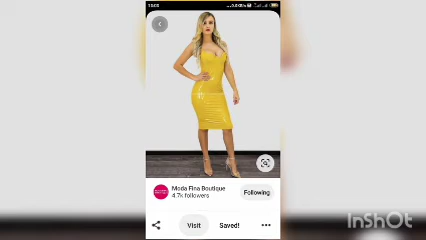 Moda Fina Boutique
4.7k followers
Following
Visit
Saved!
InShOt